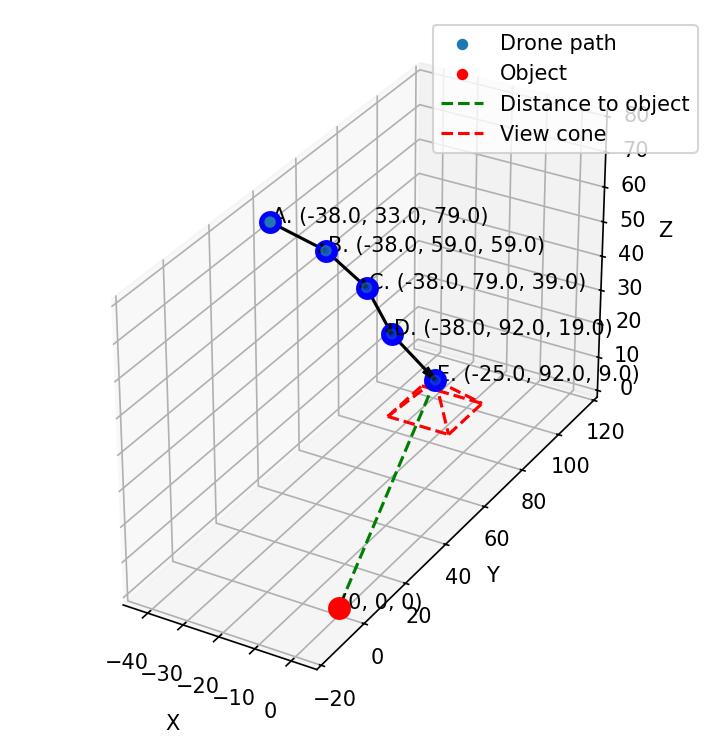 Drone path
Object
Distance to object
View cone
80
70
60
50
40
30
20
10
0
Z
A. (-38.0, 33.0, 79.0)
B. (-38.0, 59.0, 59.0)
C. (-38.0, 79.0, 39.0)
D. (-38.0, 92.0, 19.0)
E. (-25.0, 92.0, 9.0)
120
100
80
60
40
20
0
−20
Y
(0, 0, 0)
−40
−30
−20
−10
0
X